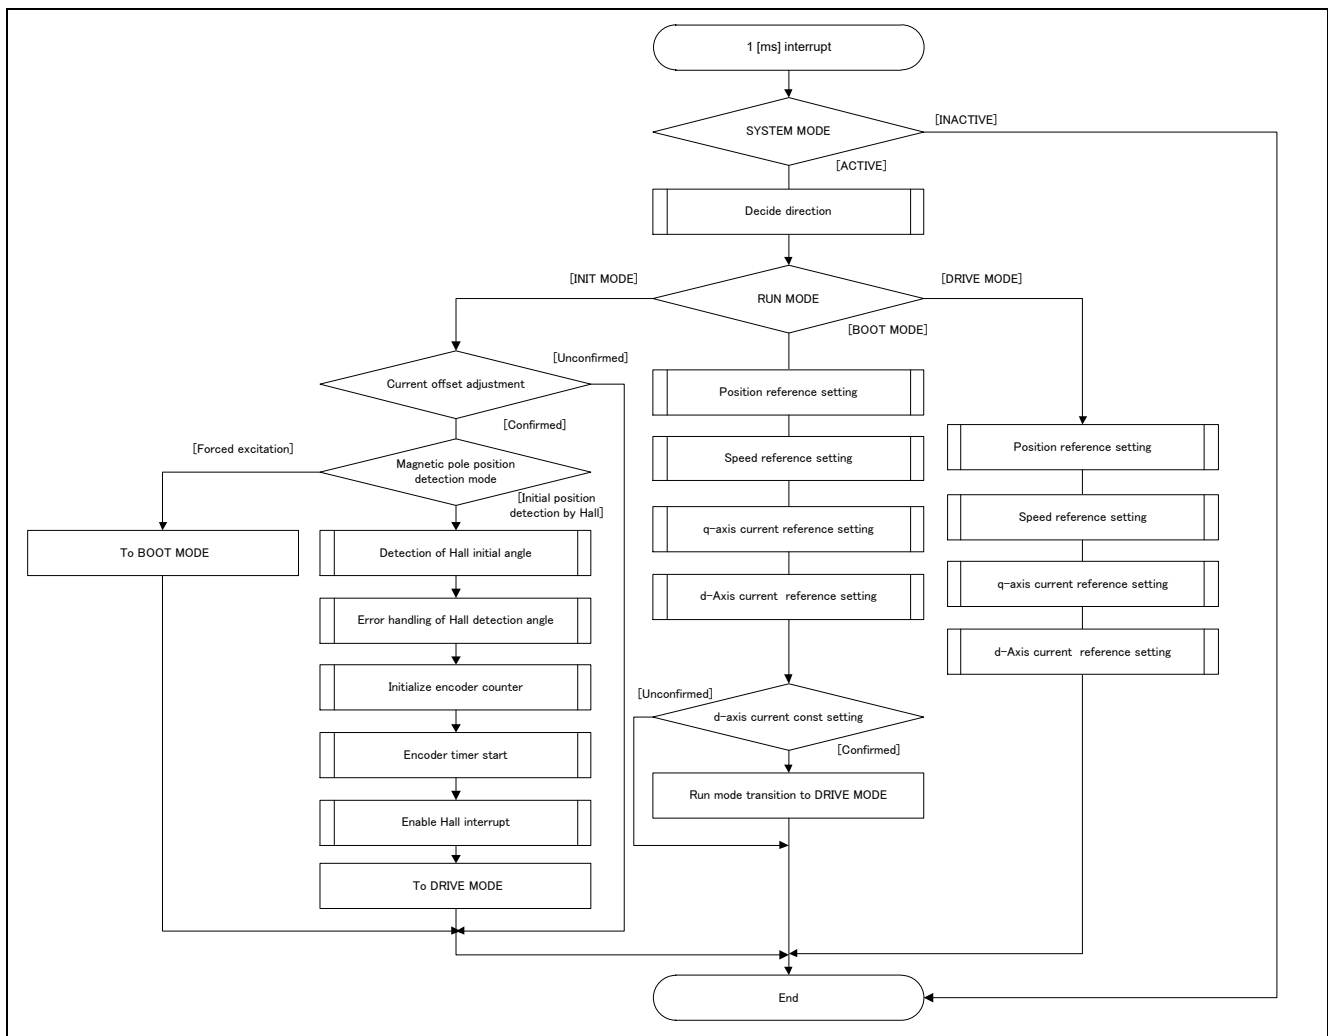 1 [ms] interrupt
SYSTEM MODE
[INACTIVE]
[ACTIVE]
Decide direction
[INIT MODE]
RUN MODE
[DRIVE MODE]
[BOOT MODE]
Current offset adjustment
[Unconfirmed]
[Confirmed]
[Forced excitation]
Magnetic pole position
detection mode
[Initial position
detection by Hall]
To BOOT MODE
Detection of Hall initial angle
Error handling of Hall detection angle
Initialize encoder counter
Encoder timer start
Enable Hall interrupt
To DRIVE MODE
Position reference setting
Speed reference setting
q-axis current reference setting
d-Axis current  reference setting
[Unconfirmed]
d-axis current const setting
[Confirmed]
Run mode transition to DRIVE MODE
Position reference setting
Speed reference setting
q-axis current reference setting
d-Axis current  reference setting
End